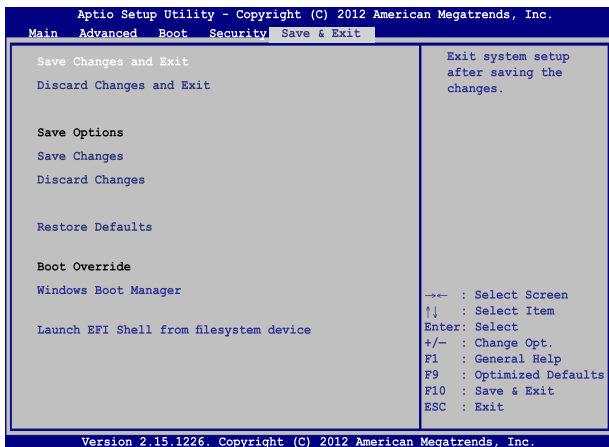 Aptio Setup Utility - Copyright (C) 2012 American Megatrends, Inc.
Main Advanced Boot Security Save & Exit
Save Changes and Exit
Discard Changes and Exit
Save Options
Save Changes
Discard Changes
Restore Defaults
Boot Override
Windows Boot Manager
Launch EFI Shell from filesystem device
Exit system setup
after saving the
changes.
→← : Select Screen
↑↓ : Select Item
Enter: Select
+/— : Change Opt.
F1 : General Help
F9 : Optimized Defaults
F10 : Save & Exit
ESC : Exit
Version 2.15.1226. Copyright (C) 2012 American Megatrends, Inc.